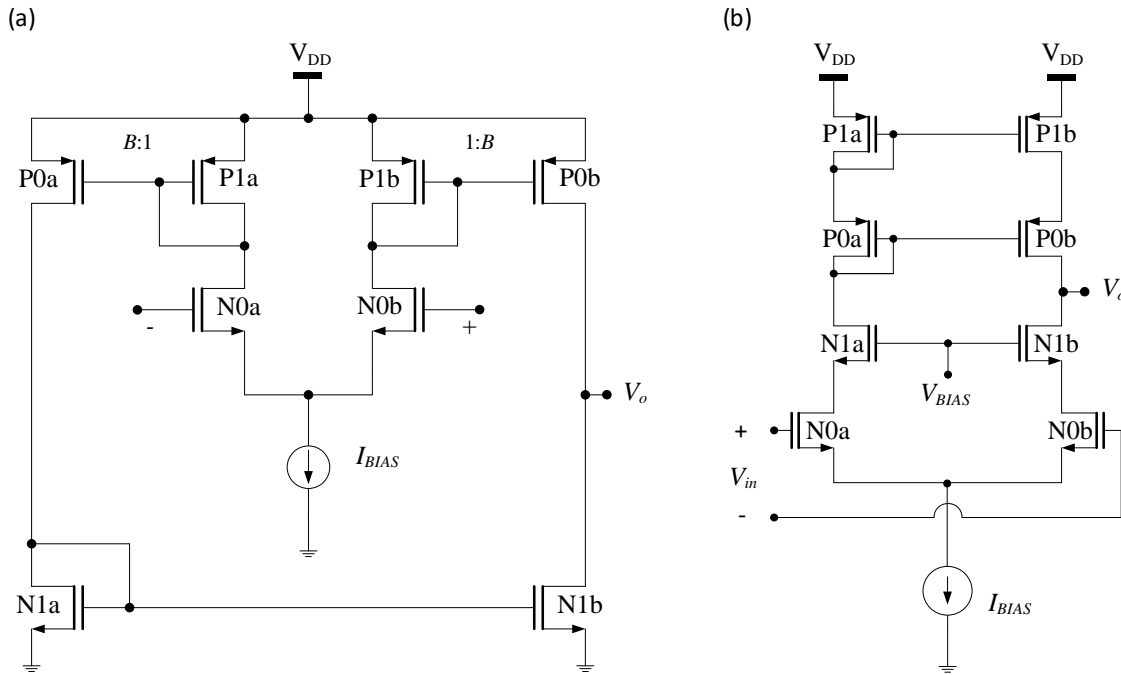 (a)
V_DD
B:1
1:B
P0a
P1a
P1b
P0b
N0a
N0b
-
+
V_o
I_BIAS
N1a
N1b
(b)
V_DD
V_DD
P1a
P1b
P0a
P0b
V_o
N1a
N1b
V_BIAS
+
N0a
N0b
V_in
-
I_BIAS